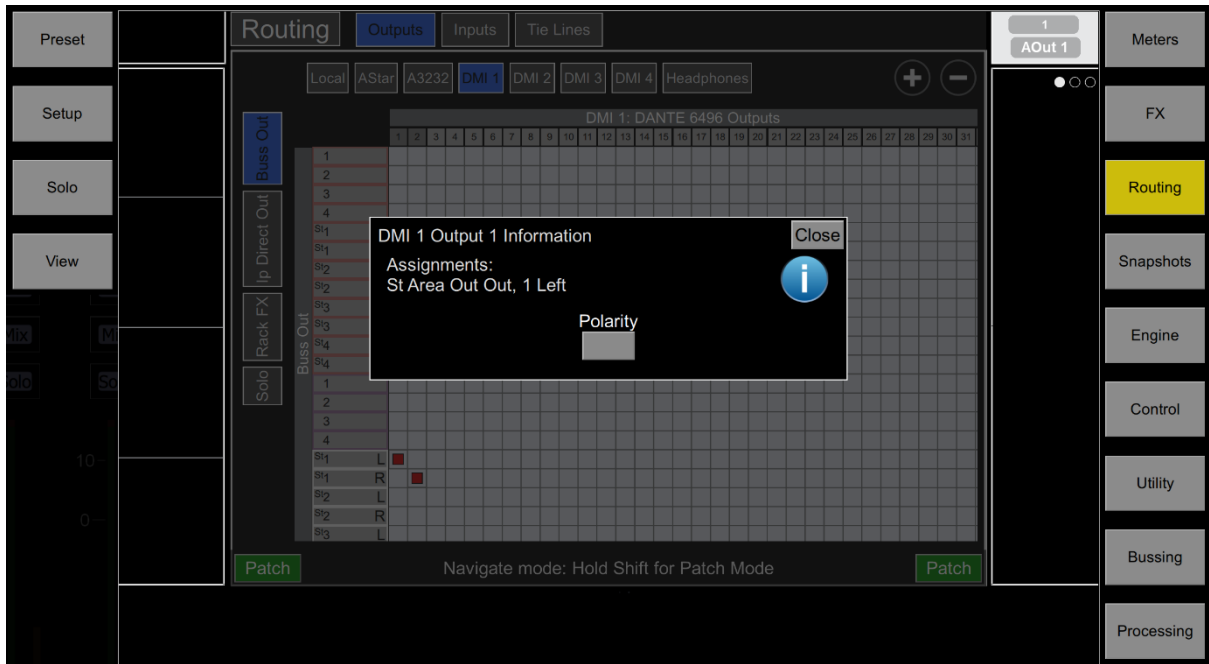 Preset
Setup
Solo
View
Mix
Mi
olo
So
10
0
Routing
Outputs
Inputs
Tie Lines
Local
AStar
A3232
DMI 1
DMI 2
DMI 3
DMI 4
Headphones
+
−
Buss Out
Ip Direct Out
Rack FX
Solo
DMI 1: DANTE 6496 Outputs
1 2 3 4 5 6 7 8 9 10 11 12 13 14 15 16 17 18 19 20 21 22 23 24 25 26 27 28 29 30 31
Buss Out
1
2
3
4
St1
St1
St2
St2
St3
St3
St4
St4
1
2
3
4
St1 L
St1 R
St2 L
St2 R
St3 L
DMI 1 Output 1 Information
Close
Assignments:
St Area Out Out, 1 Left
i
Polarity
Patch
Navigate mode: Hold Shift for Patch Mode
Patch
1
AOut 1
Meters
FX
Routing
Snapshots
Engine
Control
Utility
Bussing
Processing